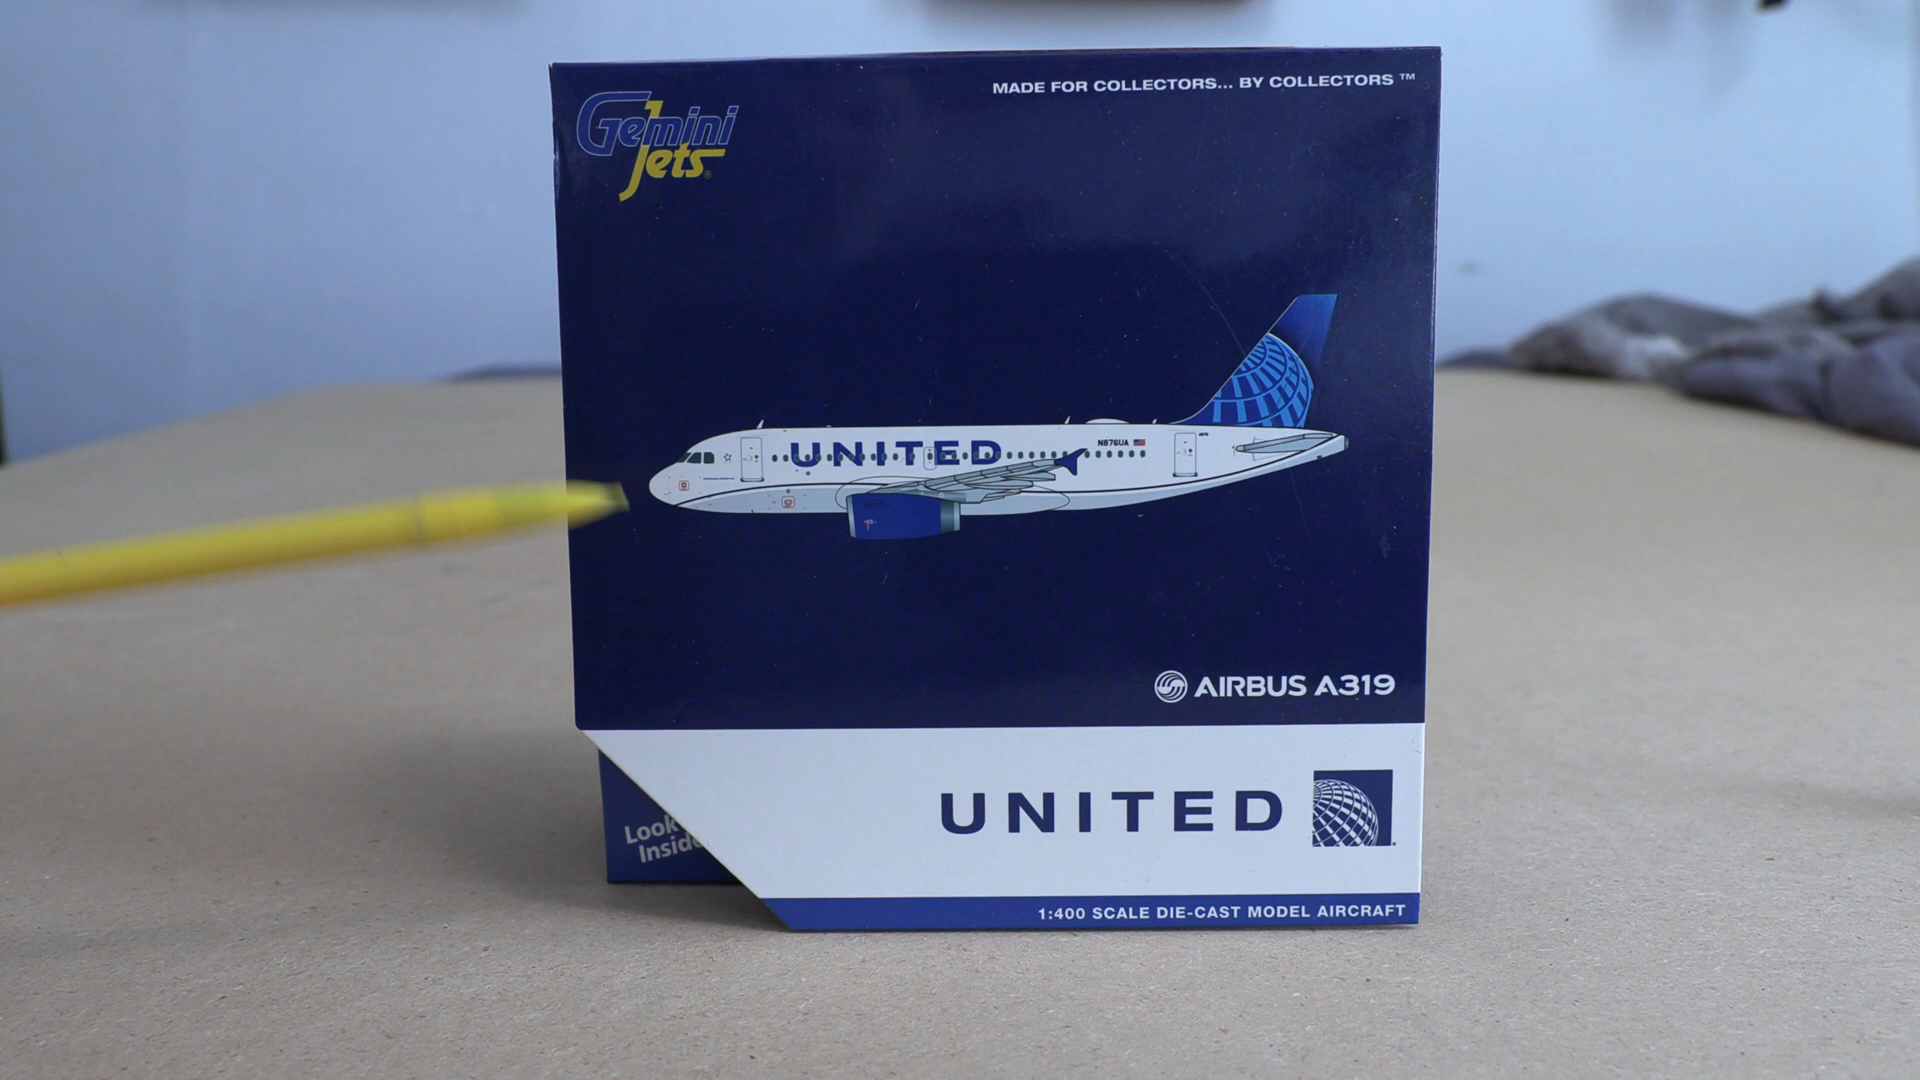 MADE FOR COLLECTORS... BY COLLECTORS ™
Gemini
Jets®
UNITED
N876UA
AIRBUS A319
UNITED
Look
Inside
1:400 SCALE DIE-CAST MODEL AIRCRAFT